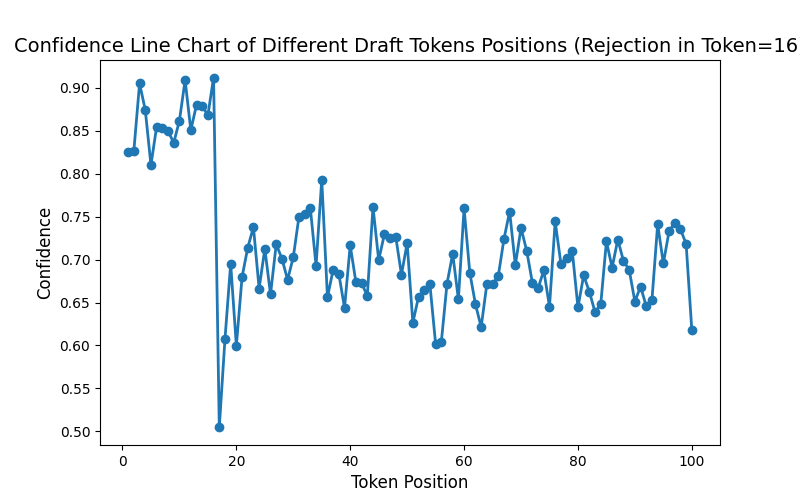 Confidence Line Chart of Different Draft Tokens Positions (Rejection in Token=16
0.90
0.85
0.80
0.75
0.70
0.65
0.60
0.55
0.50
Confidence
0 20 40 60 80 100
Token Position